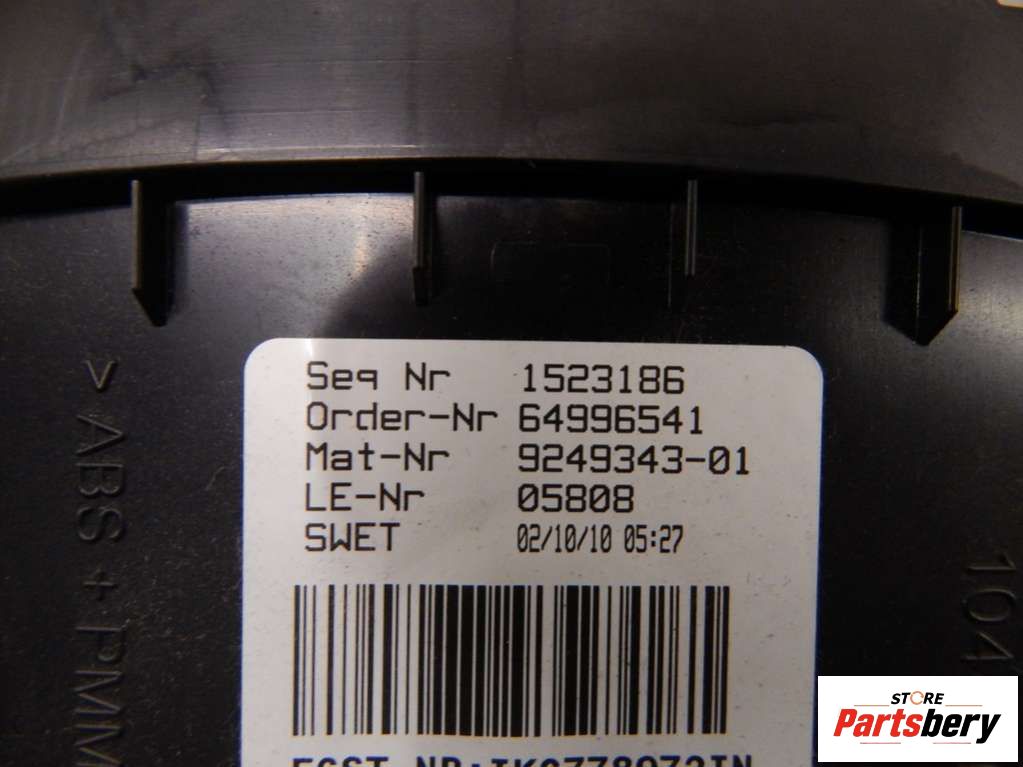 Seq Nr 1523186
Order-Nr 64996541
Mat-Nr 9249343-01
LE-Nr 05808
SWET 02/10/10 05:27
> ABS + PMM
104
STORE
Partsbery